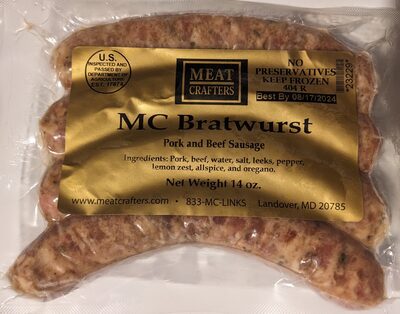 U.S.
INSPECTED AND
PASSED BY
DEPARTMENT OF
AGRICULTURE
MEAT
CRAFTERS
NO
PRESERVATIVES
KEEP FROZEN
404 R
Best By 08/17/2024
*23229*
MC Bratwurst
Pork and Beef Sausage
Ingredients: Pork, beef, water, salt, leeks, pepper,
lemon zest, allspice, and oregano.
Net Weight 14 oz.
www.meatcrafters.com • 833-MC-LINKS Landover, MD 20785